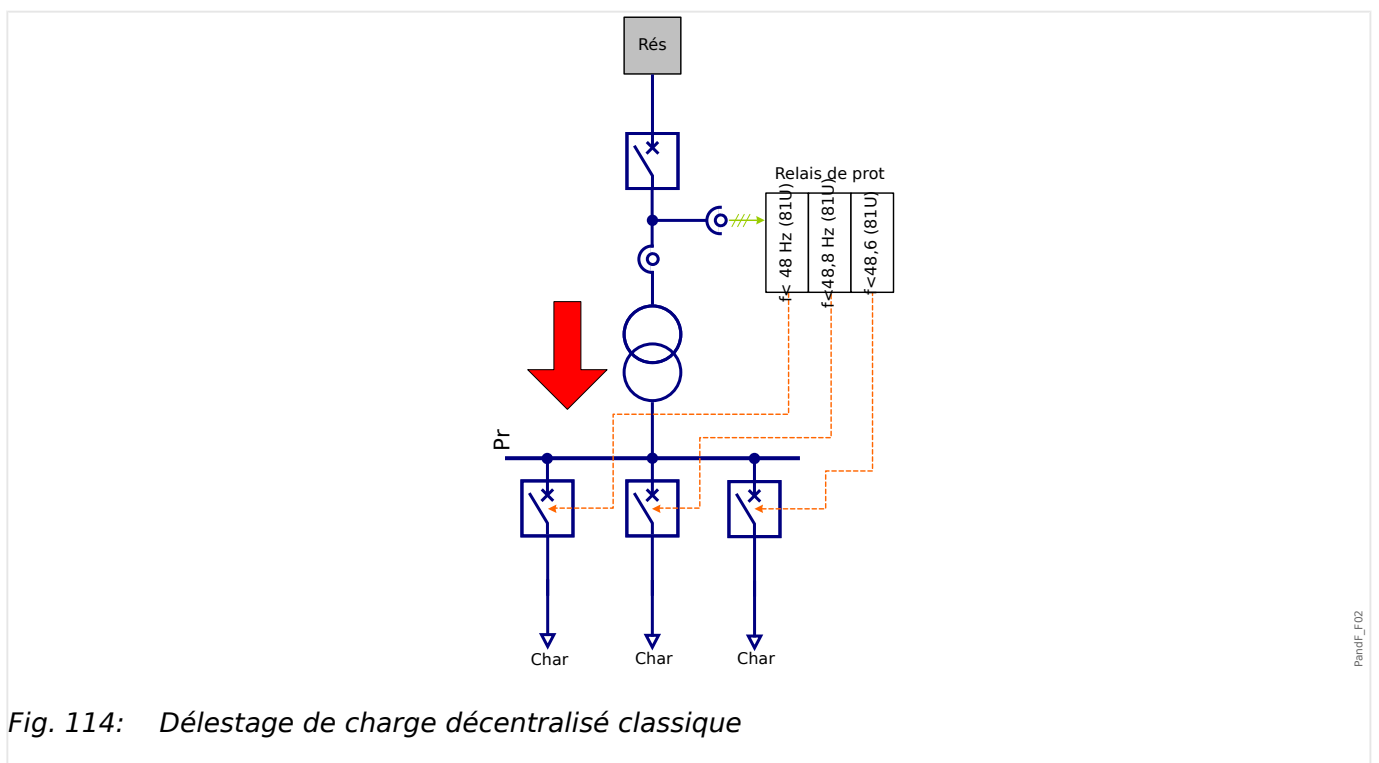 Rés
Relais de prot
f< 48 Hz (81U)
f<48,8 Hz (81U)
f<48,6 (81U)
Pr
Char
Char
Char
PandF_F02
Fig. 114: Délestage de charge décentralisé classique